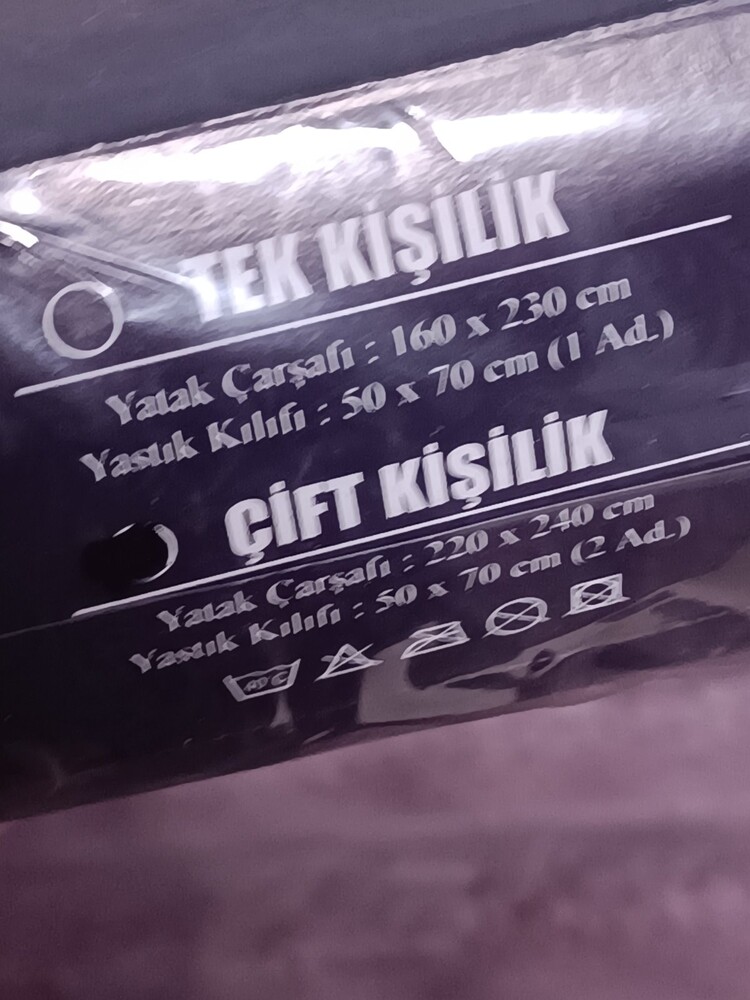 TEK KİŞİLİK
Yatak Çarşafı : 160 x 230 cm
Yastık Kılıfı : 50 x 70 cm (1 Ad.)
ÇİFT KİŞİLİK
Yatak Çarşafı : 220 x 240 cm
Yastık Kılıfı : 50 x 70 cm (2 Ad.)